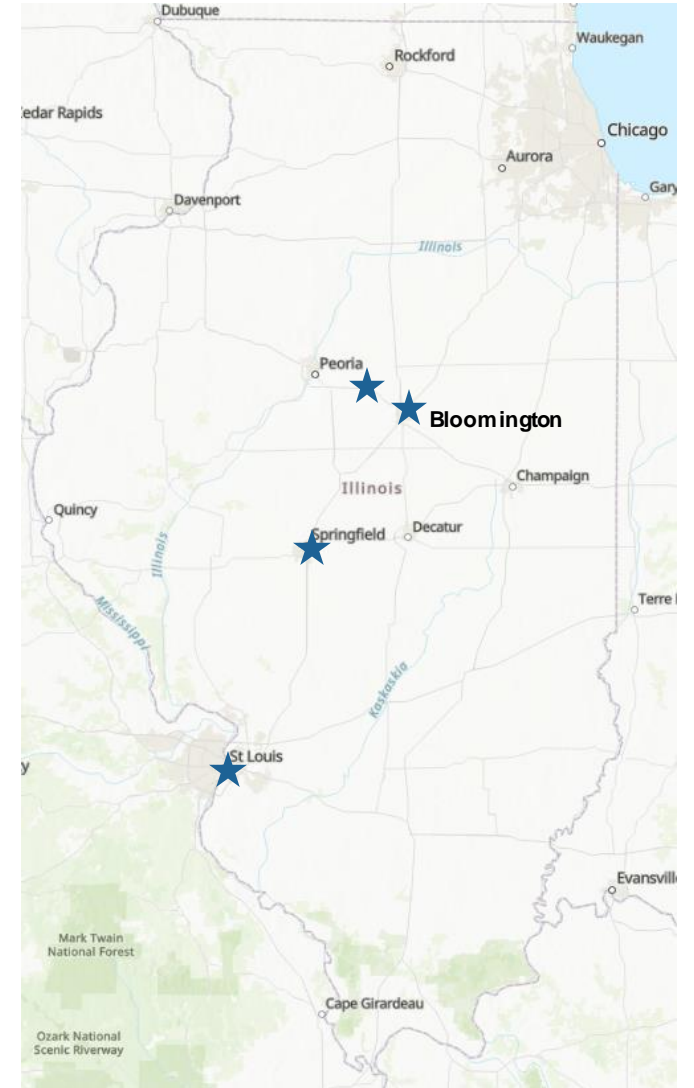 Dubuque
Waukegan
Rockford
edar Rapids
Chicago
Aurora
Gary
Davenport
Illinois
Peoria
Bloomington
Champaign
Illinois
Quincy
Springfield
Decatur
Illinois
Terre
Mississippi
Kaskaskia
St Louis
y
Evansvill
Mark Twain
National Forest
Cape Girardeau
Ozark National
Scenic Riverway